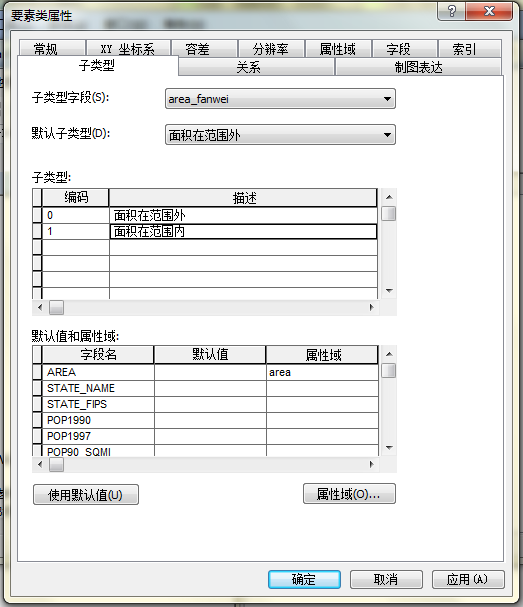 要素类属性
常规 XY 坐标系 容差 分辨率 属性域 字段 索引
子类型 关系 制图表达
子类型字段(S): area_fanwei
默认子类型(D): 面积在范围外
子类型:
编码 描述
0 面积在范围外
1 面积在范围内
默认值和属性域:
字段名 默认值 属性域
AREA area
STATE_NAME
STATE_FIPS
POP1990
POP1997
POP90_SQMI
使用默认值(U) 属性域(O)...
确定 取消 应用(A)